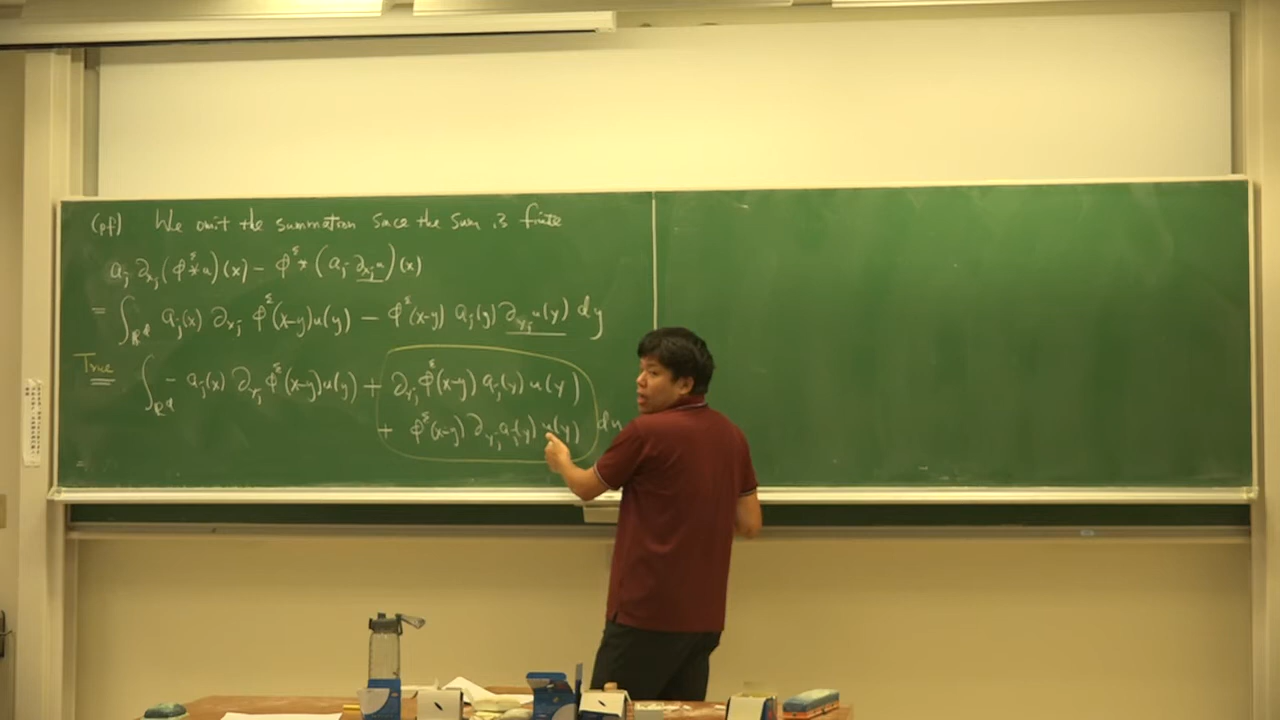 (pf) We omit the summation since the sum is finite
a_j ∂_{x_j}(φ^ε * u)(x) − φ^ε * (a_j ∂_{x_j} u)(x)
= ∫_{ℝ^d} a_j(x) ∂_{x_j} φ^ε(x−y)u(y) − φ^ε(x−y) a_j(y) ∂_{y_j} u(y) dy
True = ∫_{ℝ^d} − a_j(x) ∂_{y_j} φ^ε(x−y)u(y) + ∂_{y_j} φ^ε(x−y) a_j(y) u(y)
+ φ^ε(x−y) ∂_{y_j} a_j(y) u(y) dy